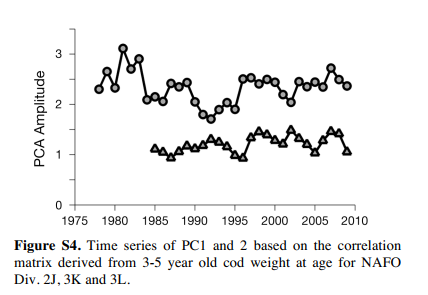 3
2
1
0
PCA Amplitude
1975 1980 1985 1990 1995 2000 2005 2010
Figure S4. Time series of PC1 and 2 based on the correlation
matrix derived from 3-5 year old cod weight at age for NAFO
Div. 2J, 3K and 3L.